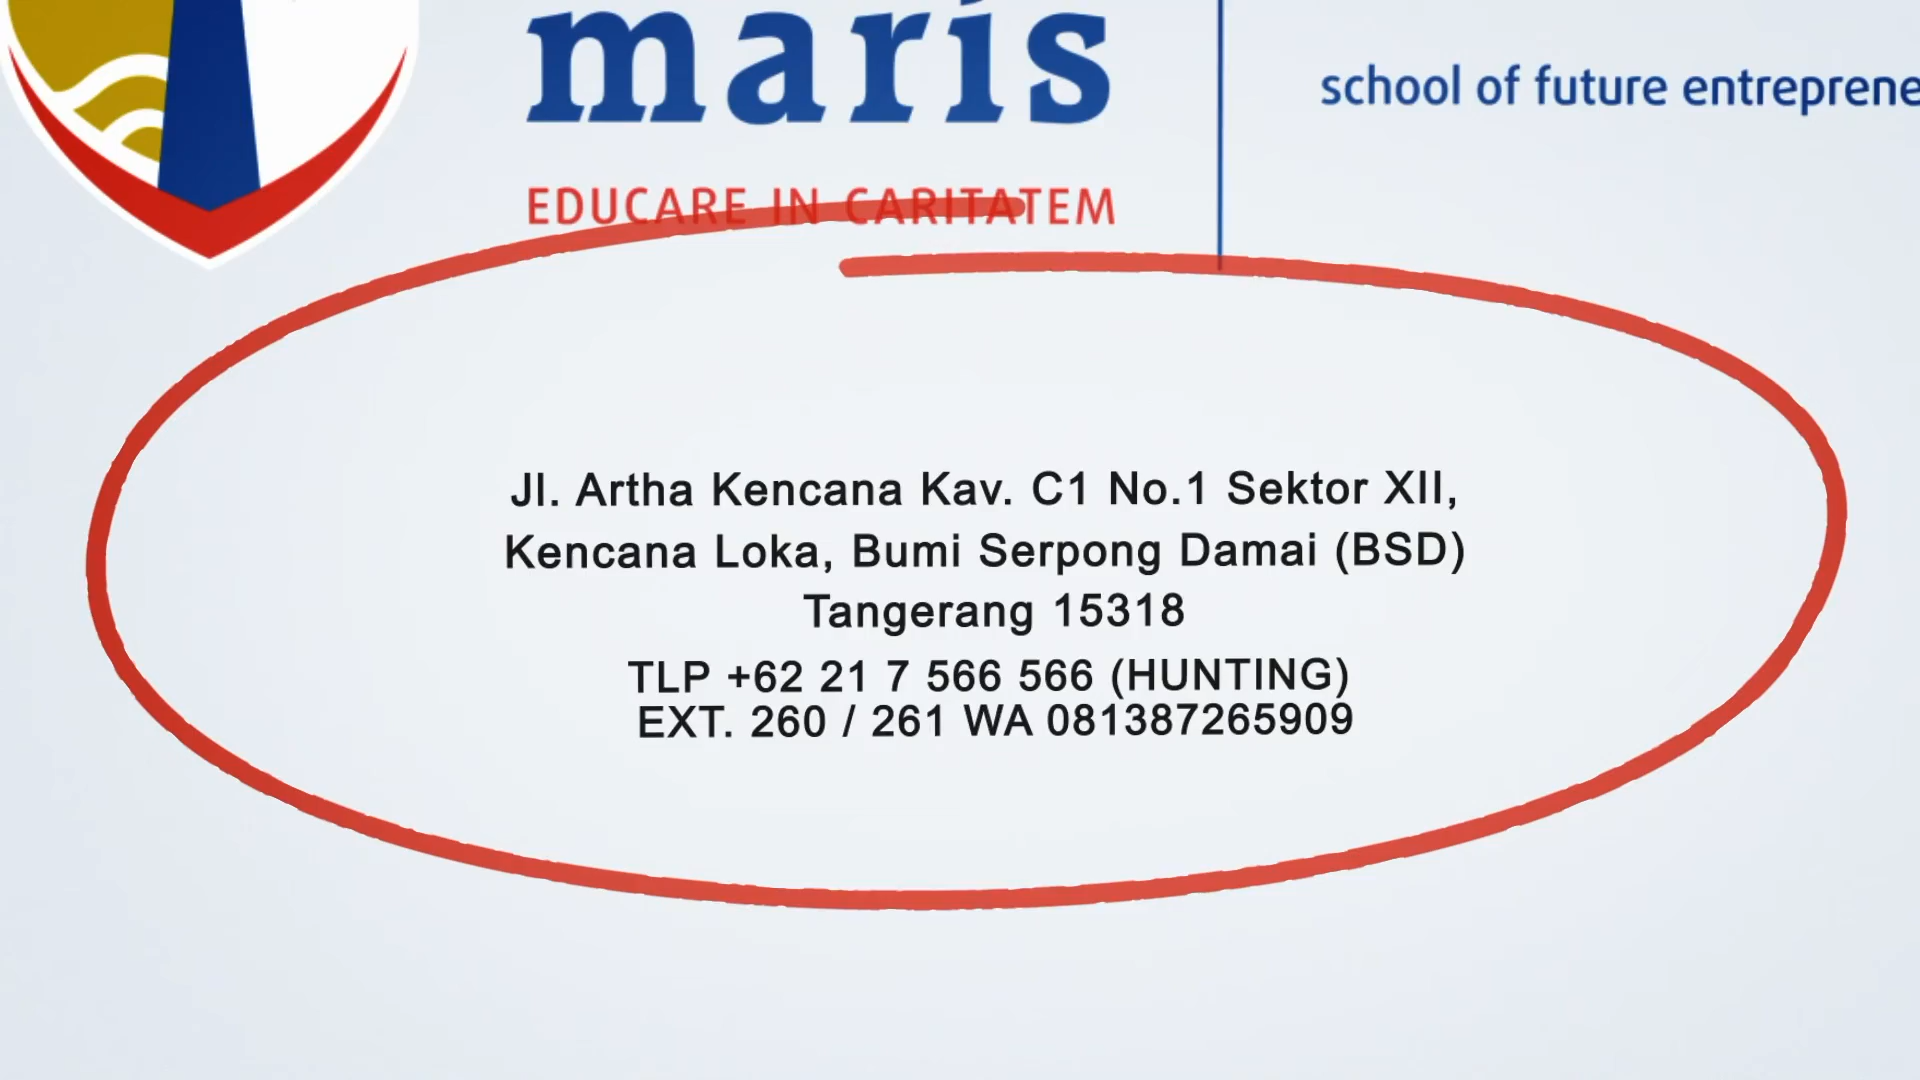 maris
school of future entreprene
EDUCARE IN CARITATEM
Jl. Artha Kencana Kav. C1 No.1 Sektor XII,
Kencana Loka, Bumi Serpong Damai (BSD)
Tangerang 15318
TLP +62 21 7 566 566 (HUNTING)
EXT. 260 / 261 WA 081387265909